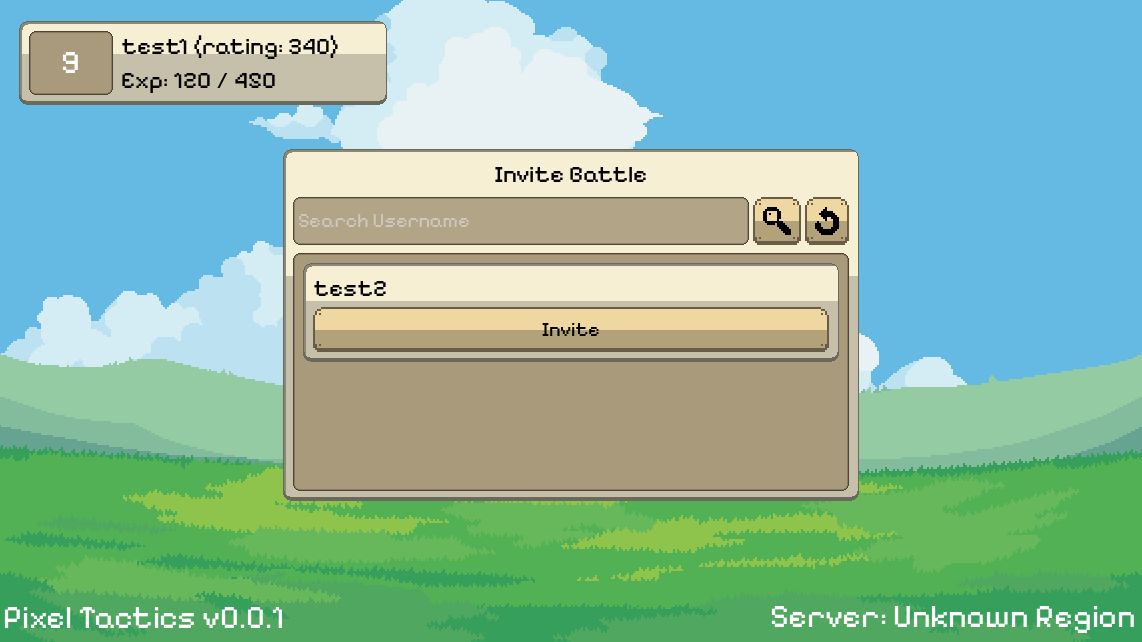 9
test1 (rating: 340)
Exp: 120 / 480
Invite Battle
Search Username
test2
Invite
Pixel Tactics v0.0.1
Server: Unknown Region